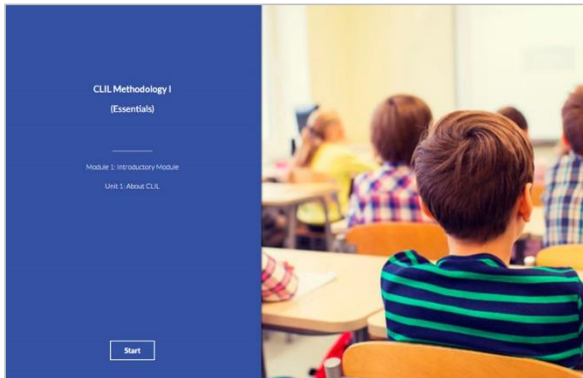 CLIL Methodology I
(Essentials)
Module 1: Introductory Module
Unit 1: About CLIL
Start